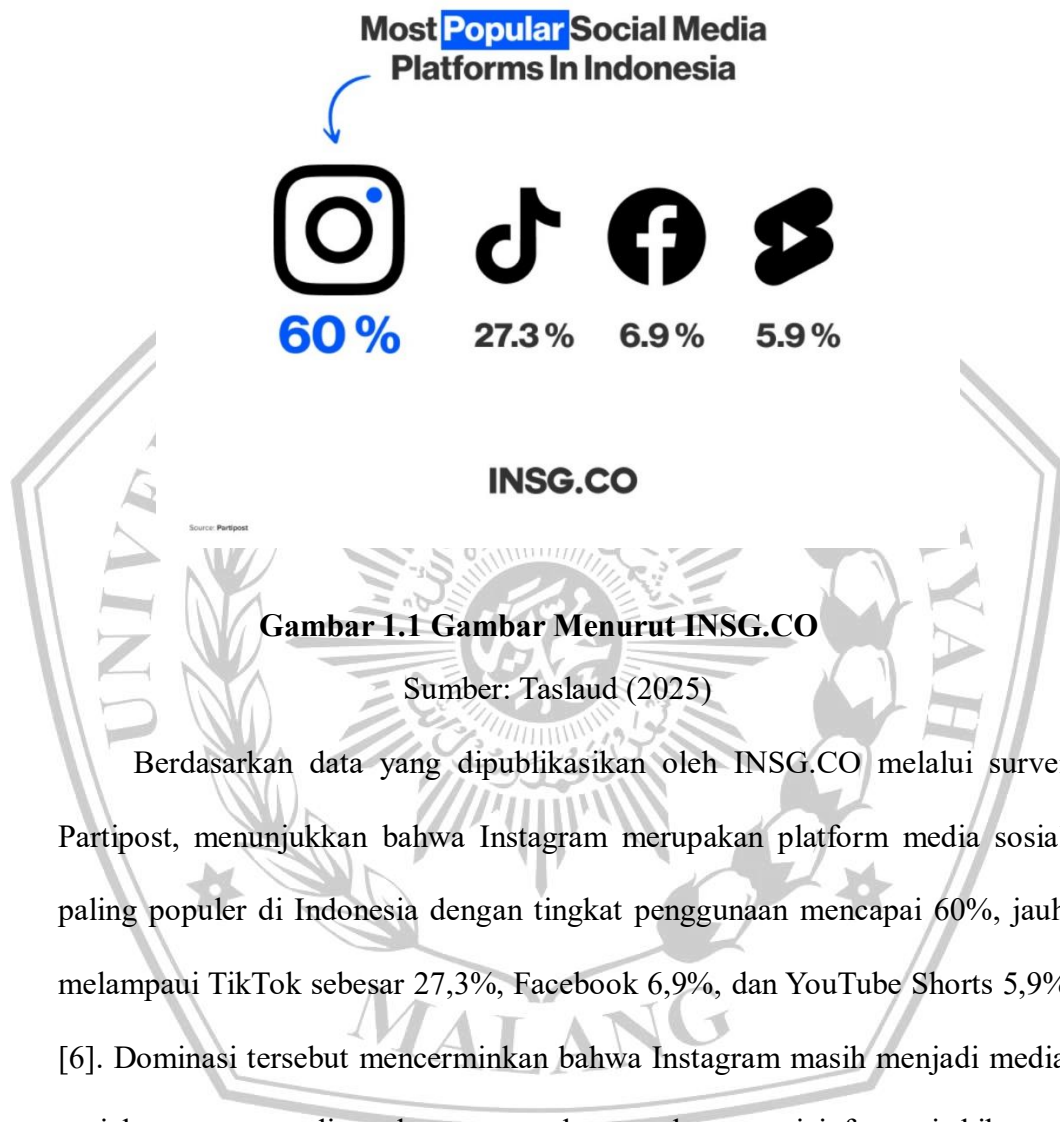 Most Popular Social Media
Platforms In Indonesia
60 %
27.3 %
6.9 %
5.9 %
INSG.CO
Source: Partipost
Gambar 1.1 Gambar Menurut INSG.CO
Sumber: Taslaud (2025)
Berdasarkan data yang dipublikasikan oleh INSG.CO melalui surve
Partipost, menunjukkan bahwa Instagram merupakan platform media sosia
paling populer di Indonesia dengan tingkat penggunaan mencapai 60%, jauh
melampaui TikTok sebesar 27,3%, Facebook 6,9%, dan YouTube Shorts 5,9%
[6]. Dominasi tersebut mencerminkan bahwa Instagram masih menjadi media
MALANG